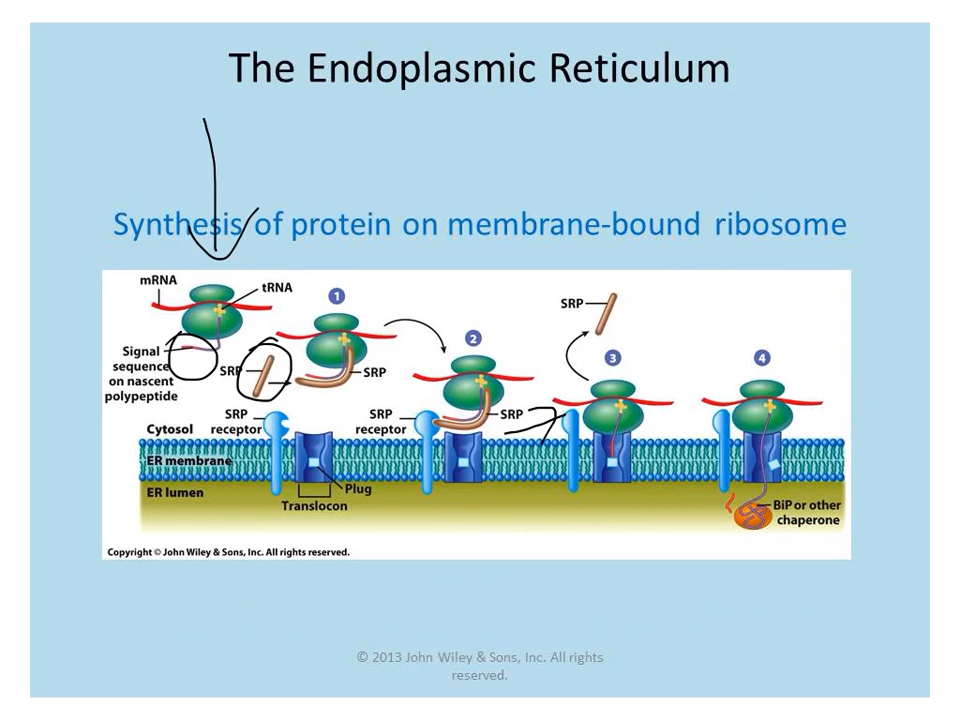 The Endoplasmic Reticulum
Synthesis of protein on membrane-bound ribosome
mRNA
tRNA
1
SRP
2
3
4
Signal
sequence
on nascent
polypeptide
SRP
SRP
SRP
receptor
SRP
receptor
SRP
Cytosol
ER membrane
ER lumen
Plug
Translocon
BiP or other
chaperone
Copyright © John Wiley & Sons, Inc. All rights reserved.
© 2013 John Wiley & Sons, Inc. All rights
reserved.